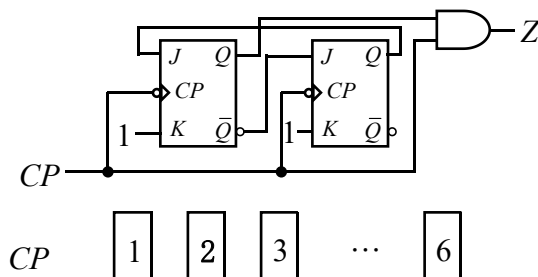 J Q J Q Z
CP CP
1 K Q̄ 1 K Q̄
CP
CP 1 2 3 ··· 6